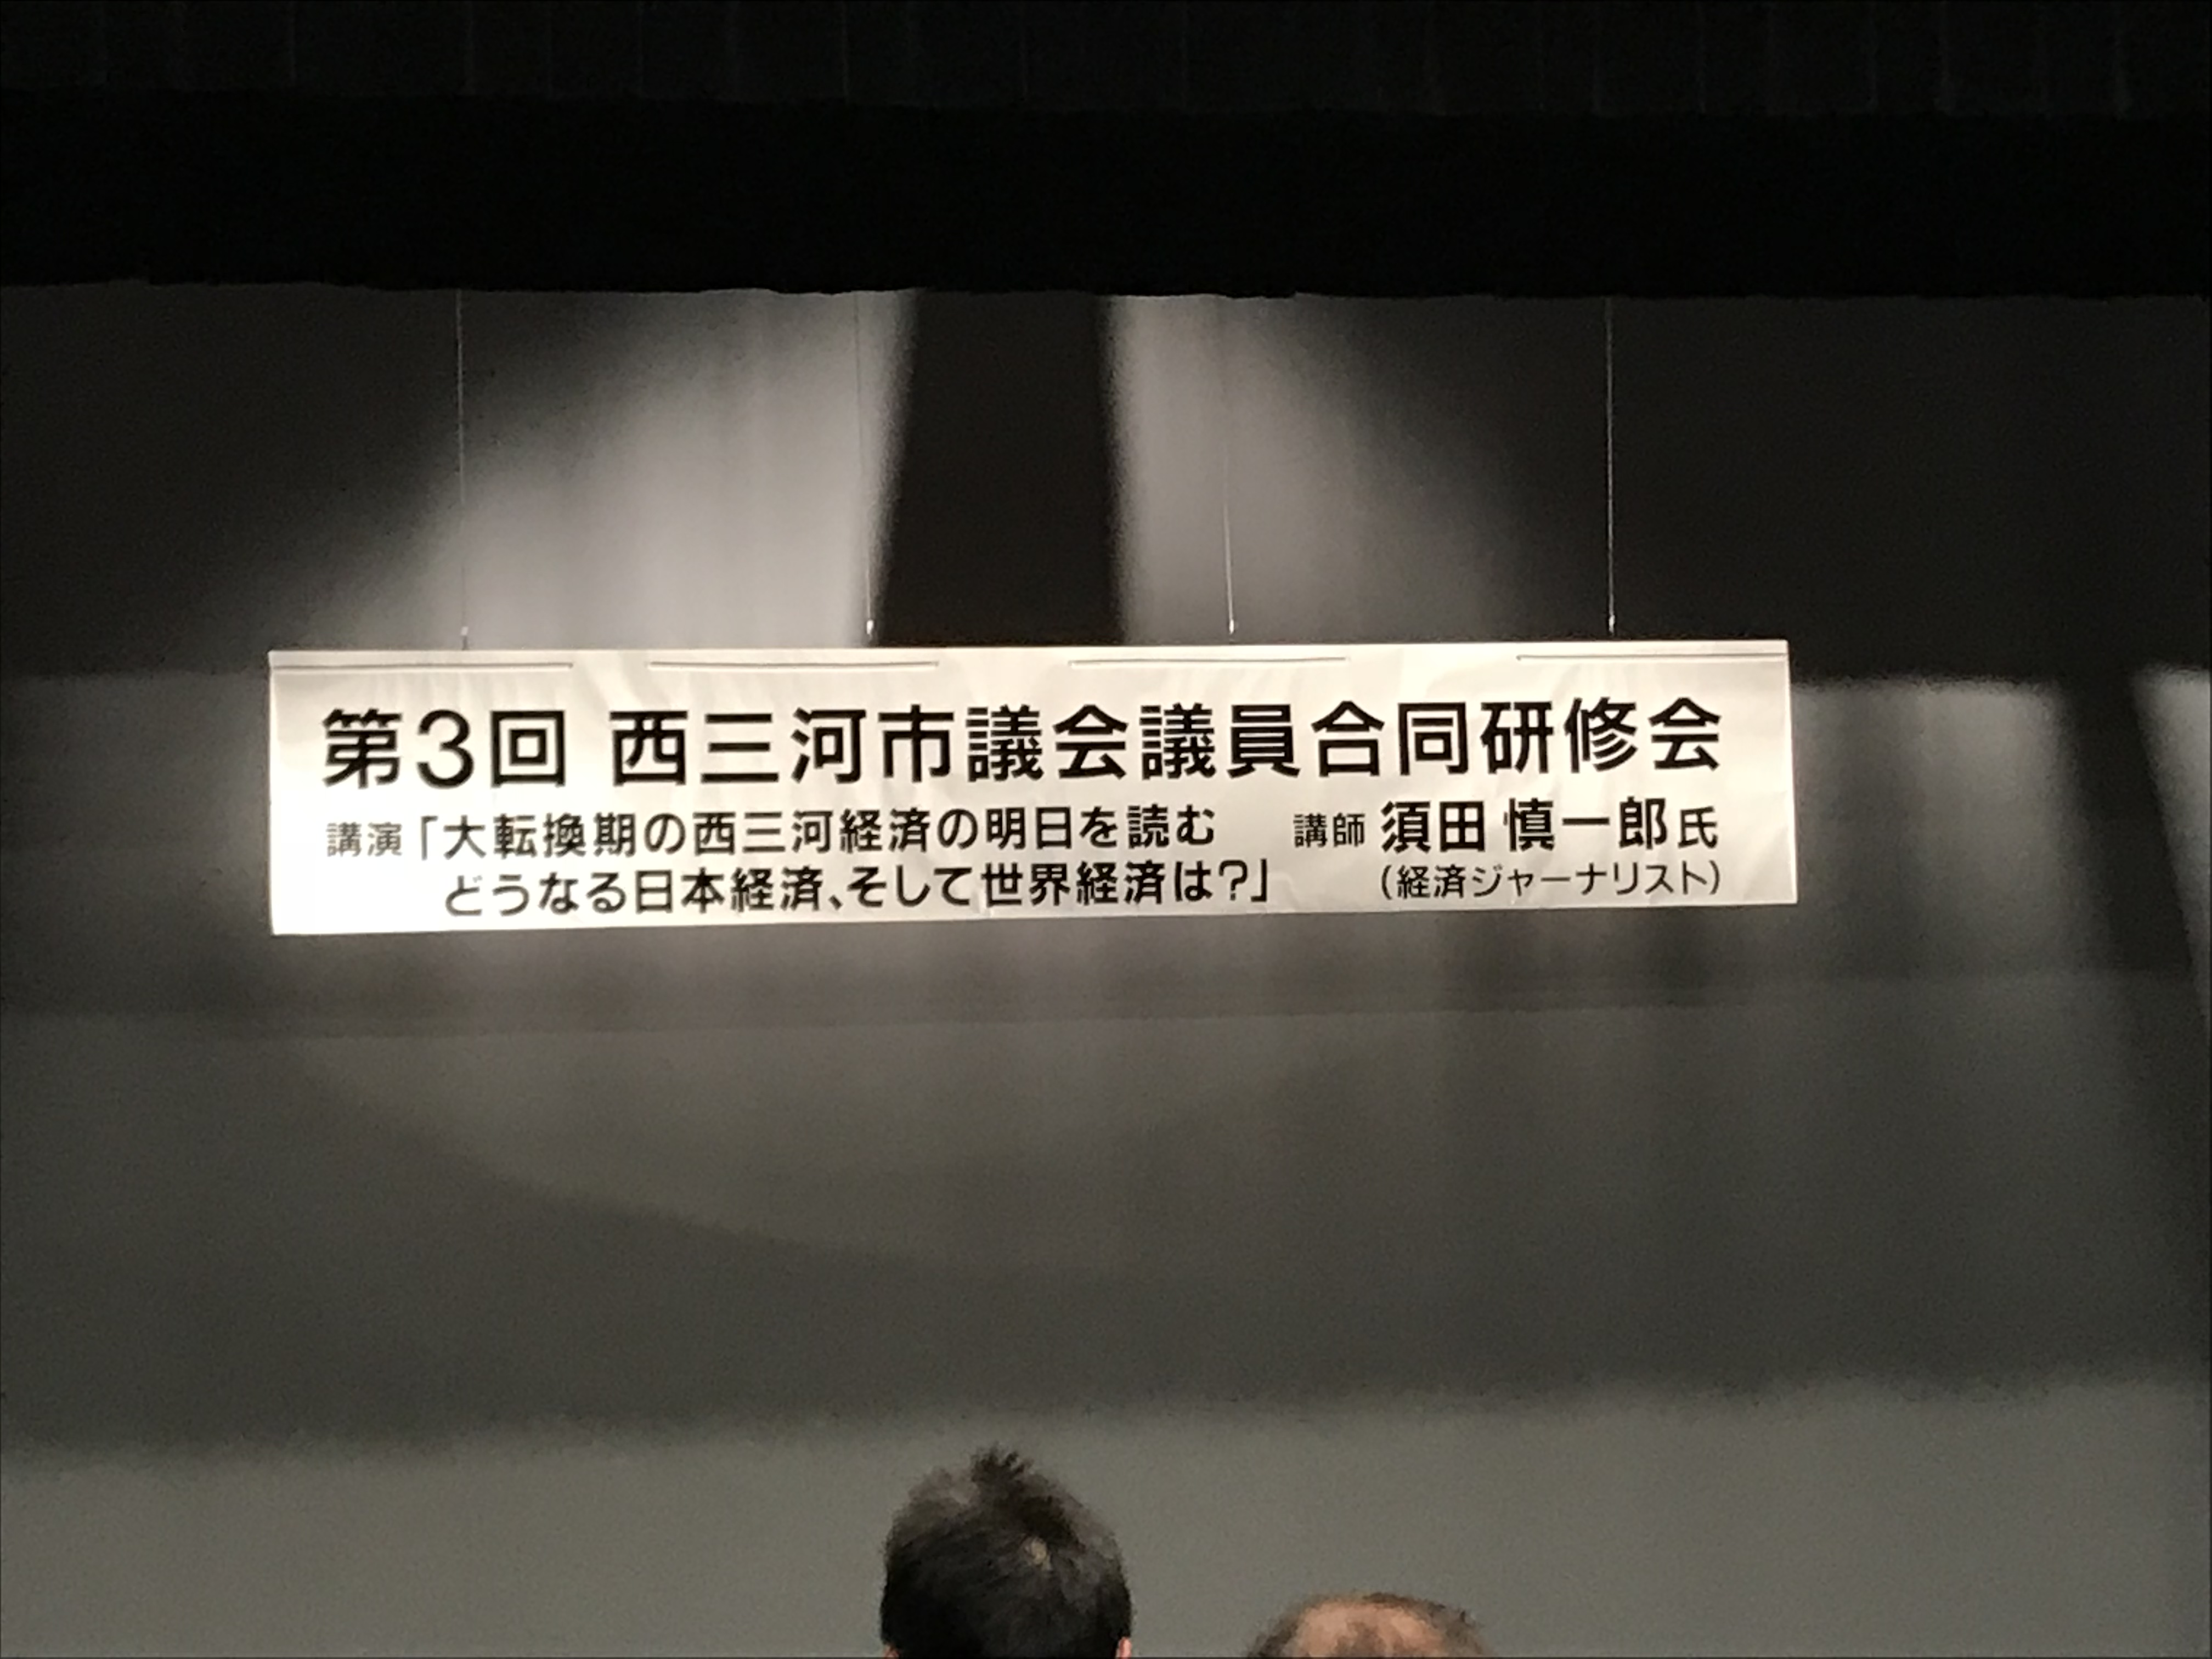 第3回 西三河市議会議員合同研修会
講演「大転換期の西三河経済の明日を読む
どうなる日本経済、そして世界経済は?」
講師 須田 慎一郎氏
(経済ジャーナリスト)